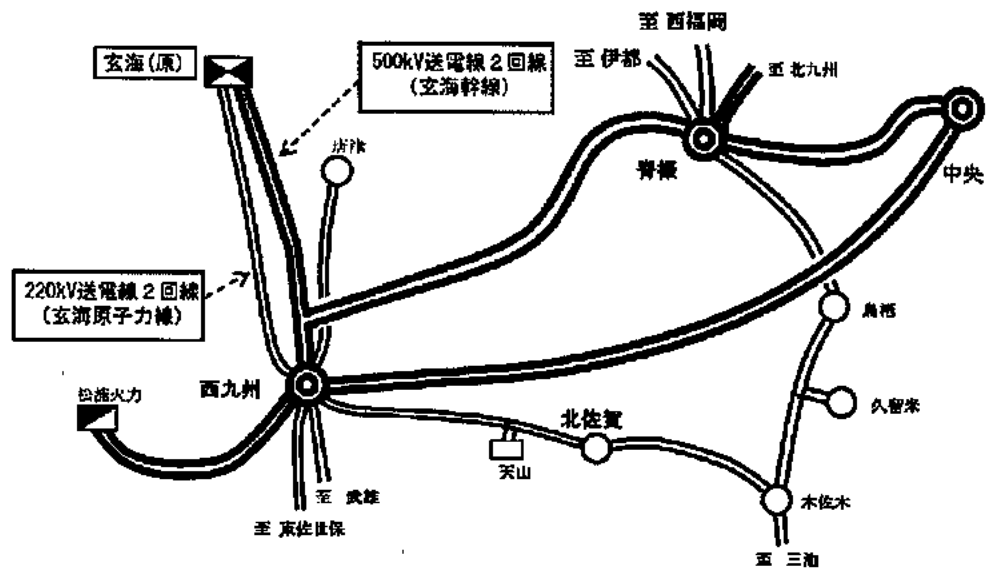 至 西福岡
至 伊都
至 北九州
玄海(原)
500kV送電線2回線
(玄海幹線)
唐津
脊振
中央
220kV送電線2回線
(玄海原子力線)
鳥栖
西九州
松浦火力
久留米
北佐賀
天山
至 武雄
木佐木
至 東佐世保
至 三池